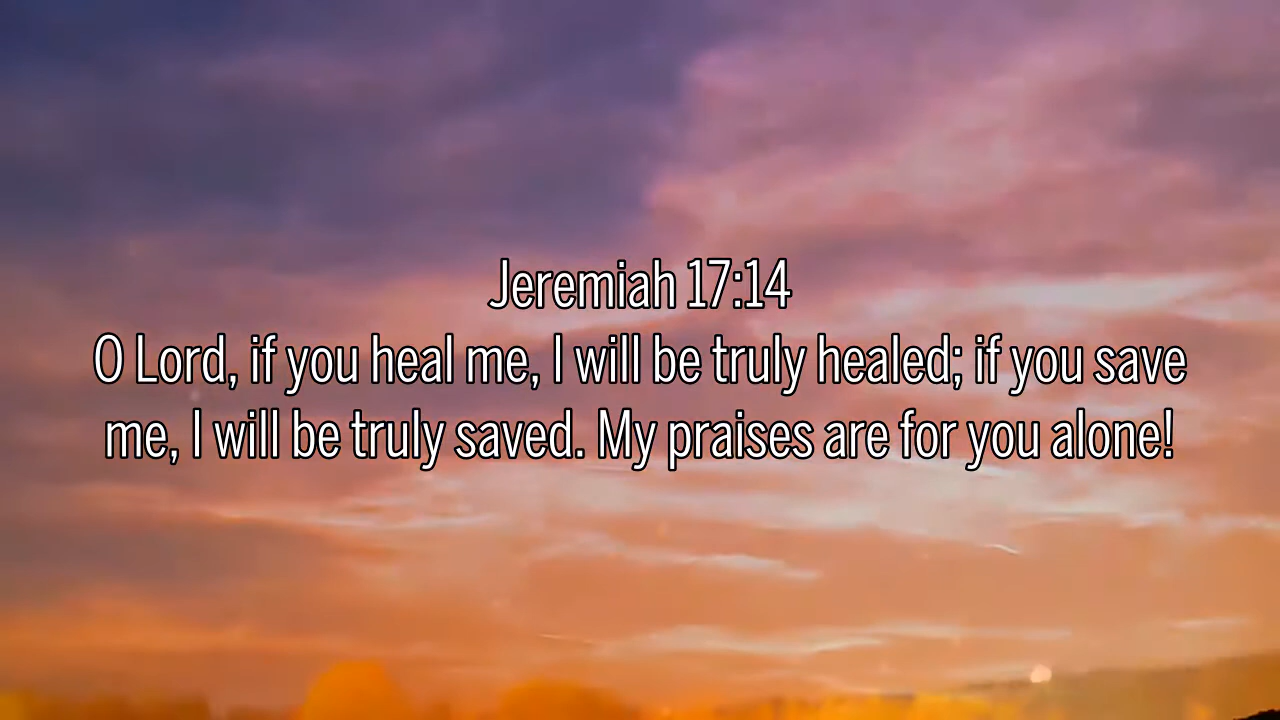 Jeremiah 17:14
O Lord, if you heal me, I will be truly healed; if you save
me, I will be truly saved. My praises are for you alone!